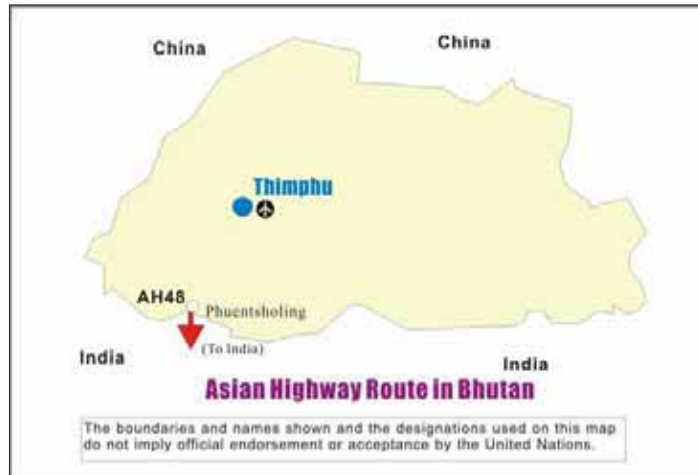 China
China
Thimphu
AH48
Phuentsholing
(To India)
India
India
Asian Highway Route in Bhutan
The boundaries and names shown and the designations used on this map
do not imply official endorsement or acceptance by the United Nations.